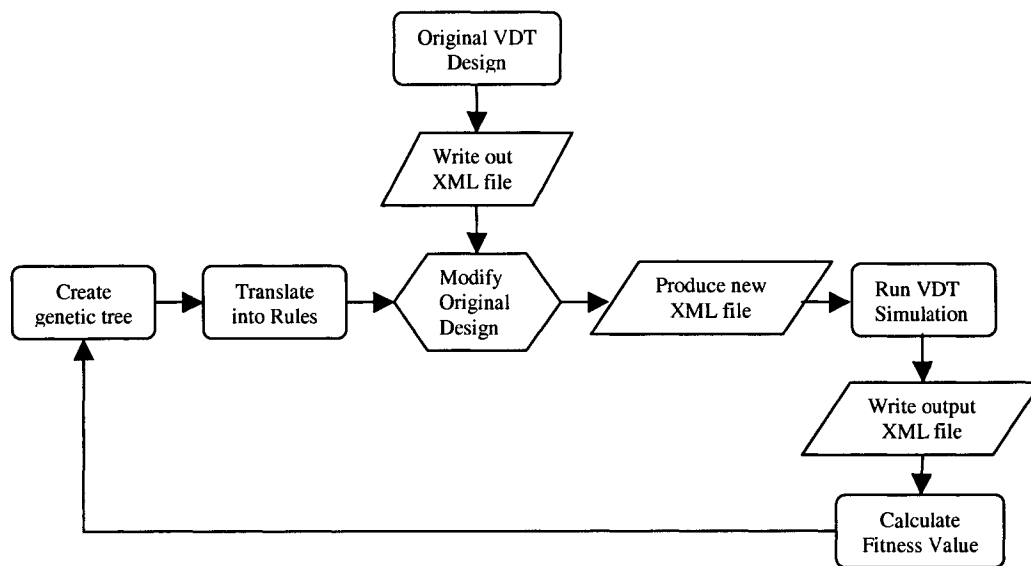 Original VDT
Design
Write out
XML file
Create
genetic tree
Translate
into Rules
Modify
Original
Design
Produce new
XML file
Run VDT
Simulation
Write output
XML file
Calculate
Fitness Value